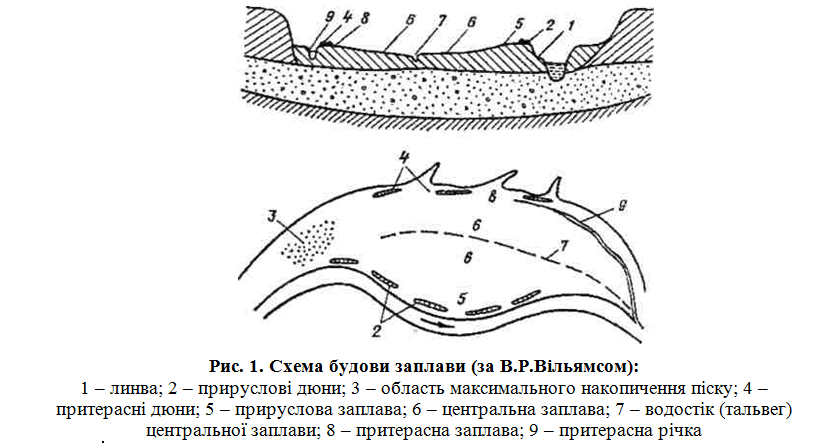 9 4 8 6 7 6 5 2 1
4
8
9
3
6
6
7
5
2
Рис. 1. Схема будови заплави (за В.Р.Вільямсом):
1 – линва; 2 – прируслові дюни; 3 – область максимального накопичення піску; 4 –
притерасні дюни; 5 – прируслова заплава; 6 – центральна заплава; 7 – водостік (тальвег)
центральної заплави; 8 – притерасна заплава; 9 – притерасна річка